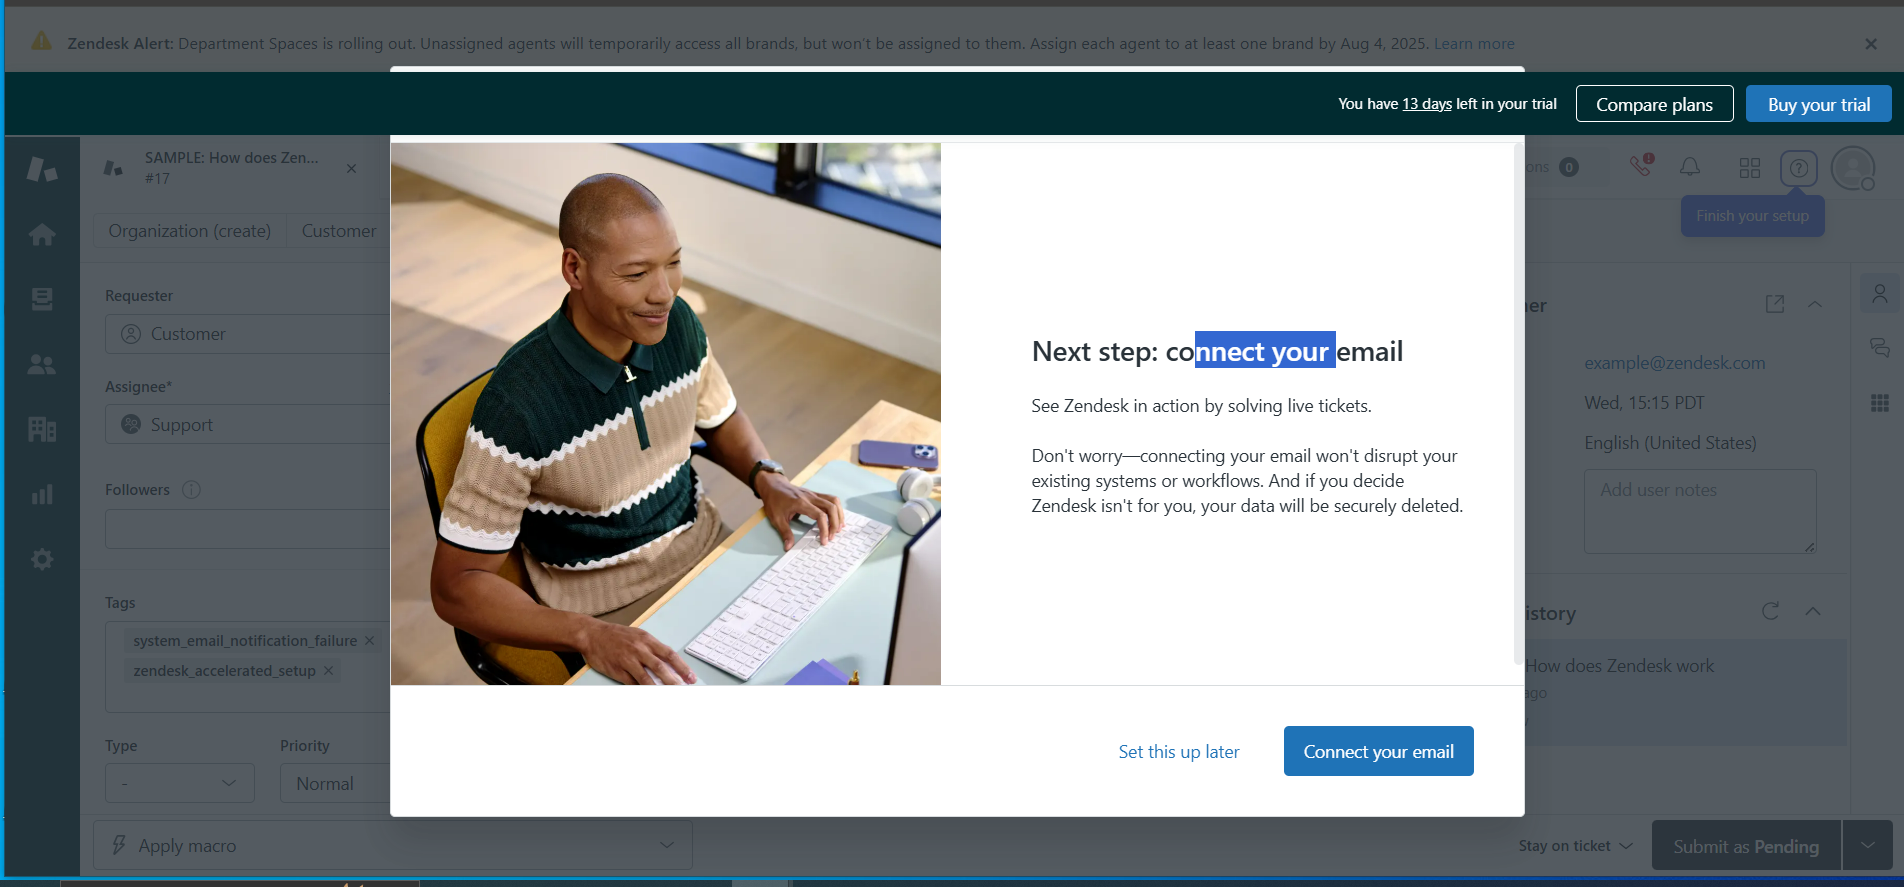 Zendesk Alert: Department Spaces is rolling out. Unassigned agents will temporarily access all brands, but won't be assigned to them. Assign each agent to at least one brand by Aug 4, 2025. Learn more
You have 13 days left in your trial
Compare plans
Buy your trial
SAMPLE: How does Zen...
#17
ons 0
Finish your setup
Organization (create)
Customer
Requester
Customer
Assignee*
Support
Followers
Tags
system_email_notification_failure ×
zendesk_accelerated_setup ×
Type
Priority
-
Normal
Apply macro
Next step: connect your email
See Zendesk in action by solving live tickets.
Don't worry—connecting your email won't disrupt your
existing systems or workflows. And if you decide
Zendesk isn't for you, your data will be securely deleted.
Set this up later
Connect your email
er
example@zendesk.com
Wed, 15:15 PDT
English (United States)
Add user notes
istory
How does Zendesk work
ago
Stay on ticket
Submit as Pending